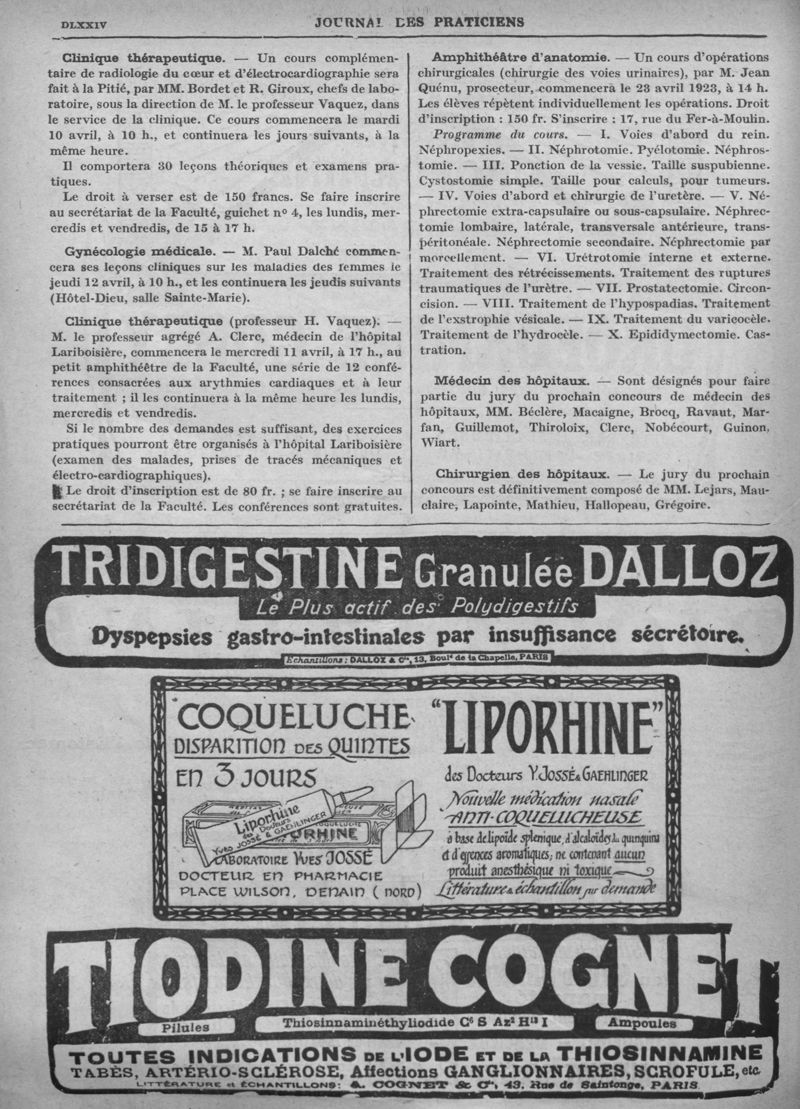 DLXXIV
JOURNAL DES PRATICIENS
Clinique thérapeutique. — Un cours complémen-
taire de radiologie du cœur et d'électrocardiographie sera
fait à la Pitié, par MM. Bordet et R. Giroux, chefs de labo-
ratoire, sous la direction de M. le professeur Vaquez, dans
le service de la clinique. Ce cours commencera le mardi
10 avril, à 10 h., et continuera les jours suivants, à la
même heure.
Il comportera 30 leçons théoriques et examens pra-
tiques.
Le droit à verser est de 150 francs. Se faire inscrire
au secrétariat de la Faculté, guichet nº 4, les lundis, mer-
credis et vendredis, de 15 à 17 h.
Gynécologie médicale. — M. Paul Dalché commen-
cera ses leçons cliniques sur les maladies des femmes le
jeudi 12 avril, à 10 h., et les continuera les jeudis suivants
(Hôtel-Dieu, salle Sainte-Marie).
Clinique thérapeutique (professeur H. Vaquez). —
M. le professeur agrégé A. Clerc, médecin de l'hôpital
Lariboisière, commencera le mercredi 11 avril, à 17 h., au
petit amphithéêtre de la Faculté, une série de 12 confé-
rences consacrées aux arythmies cardiaques et à leur
traitement ; il les continuera à la même heure les lundis,
mercredis et vendredis.
Si le nombre des demandes est suffisant, des exercices
pratiques pourront être organisés à l'hôpital Lariboisière
(examen des malades, prises de tracés mécaniques et
électro-cardiographiques).
Le droit d'inscription est de 80 fr. ; se faire inscrire au
secrétariat de la Faculté. Les conférences sont gratuites.
Amphithéâtre d'anatomie. — Un cours d'opérations
chirurgicales (chirurgie des voies urinaires), par M. Jean
Quénu, prosecteur, commencera le 23 avril 1923, à 14 h.
Les élèves répètent individuellement les opérations. Droit
d'inscription : 150 fr. S'inscrire : 17, rue du Fer-à-Moulin.
Programme du cours. — I. Voies d'abord du rein.
Néphropexies. — II. Néphrotomie. Pyélotomie. Néphros-
tomie. — III. Ponction de la vessie. Taille suspubienne.
Cystostomie simple. Taille pour calculs, pour tumeurs.
— IV. Voies d'abord et chirurgie de l'uretère. — V. Né-
phrectomie extra-capsulaire ou sous-capsulaire. Néphrec-
tomie lombaire, latérale, transversale antérieure, trans-
péritonéale. Néphrectomie secondaire. Néphrectomie par
morcellement. — VI. Urétrotomie interne et externe.
Traitement des rétrécissements. Traitement des ruptures
traumatiques de l'urètre. — VII. Prostatectomie. Circon-
cision. — VIII. Traitement de l'hypospadias. Traitement
de l'exstrophie vésicale. — IX. Traitement du varicocèle.
Traitement de l'hydrocèle. — X. Epididymectomie. Cas-
tration.
Médecin des hôpitaux. — Sont désignés pour faire
partie du jury du prochain concours de médecin des
hôpitaux, MM. Béclère, Macaigne, Brocq, Ravaut, Mar-
fan, Guillemot, Thiroloix, Clerc, Nobécourt, Guinon,
Wiart.
Chirurgien des hôpitaux. — Le jury du prochain
concours est définitivement composé de MM. Lejars, Mau-
claire, Lapointe, Mathieu, Hallopeau, Grégoire.
TRIDIGESTINE Granulée DALLOZ
Le Plus actif des Polydigestifs
Dyspepsies gastro-intestinales par insuffisance sécrétoire.
Echantillons : DALLOZ & Cie, 13, Boulᵈ de la Chapelle, PARIS
COQUELUCHE
DISPARITION DES QUINTES
EN 3 JOURS
Liporhine
des Docteurs
YVES JOSSÉ & GAEHLINGER
LABORATOIRE YVES JOSSÉ
DOCTEUR EN PHARMACIE
PLACE WILSON, DENAIN (NORD)
"LIPORHINE"
des Docteurs Y. JOSSÉ & GAEHLINGER
Nouvelle médication nasale
ANTI-COQUELUCHEUSE
à base de lipoïde splénique, d'alcaloïdes du quinquina
et d'essences aromatiques, ne contenant aucun
produit anesthésique ni toxique
Littérature & échantillon sur demande
TIODINE COGNET
Pilules
Thiosinnaminéthyliodide C⁶ S Az² H¹³ I
Ampoules
TOUTES INDICATIONS DE L'IODE ET DE LA THIOSINNAMINE
TABÈS, ARTÉRIO-SCLÉROSE, Affections GANGLIONNAIRES, SCROFULE, etc.
LITTÉRATURE et ÉCHANTILLONS : A. COGNET & Cie, 43, Rue de Saintonge, PARIS